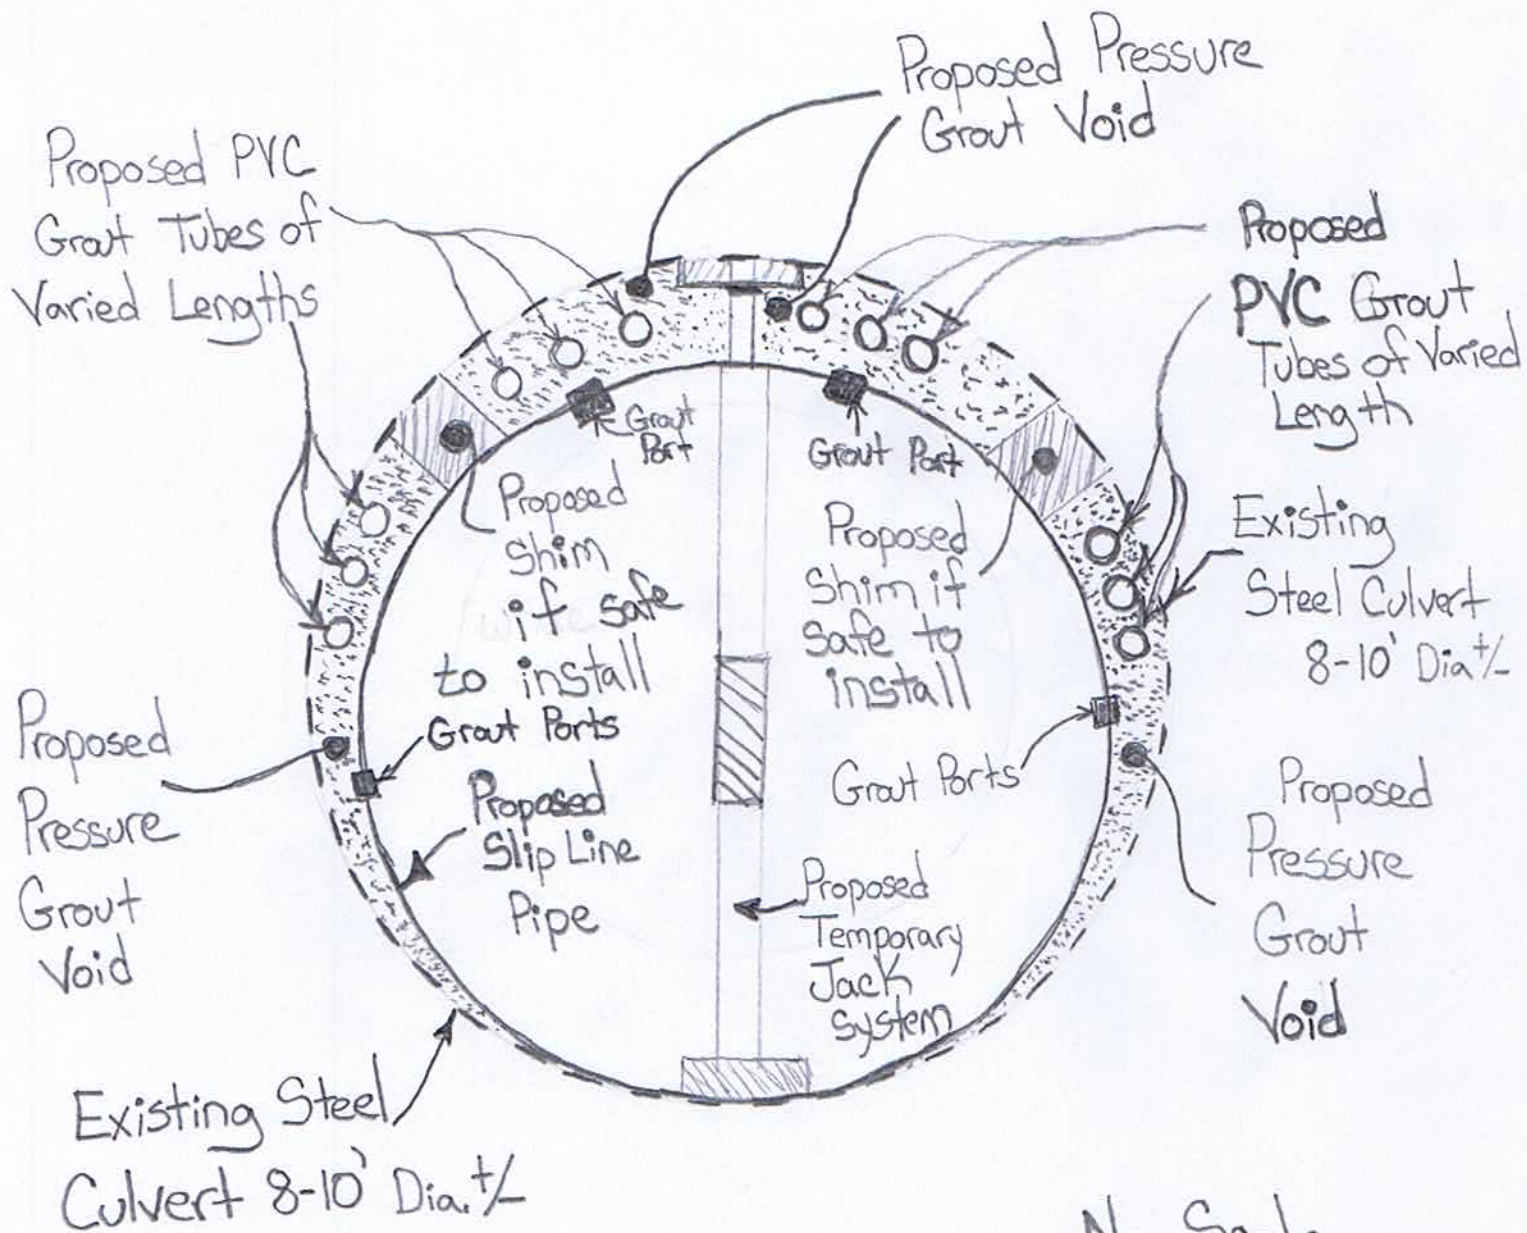 Proposed Pressure
Grout Void
Proposed PVC
Grout Tubes of
Varied Lengths
Proposed
PVC Grout
Tubes of Varied
Length
Grout
Port
Grout Port
Proposed
Shim
if safe
to install
Proposed
Shim if
safe to
install
Existing
Steel Culvert
8-10' Dia +/-
Grout Ports
Grout Ports
Proposed
Pressure
Grout
Void
Proposed
Slip Line
Pipe
Proposed
Temporary
Jack
System
Proposed
Pressure
Grout
Void
Existing Steel
Culvert 8-10' Dia. +/-